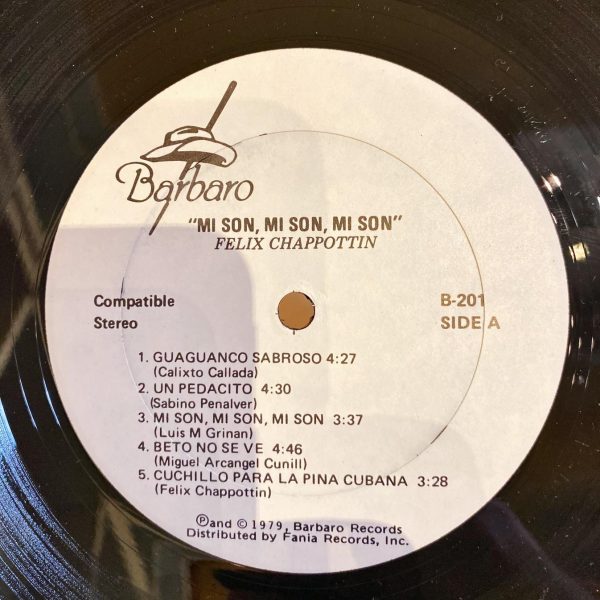 Barbaro
"MI SON, MI SON, MI SON"
FELIX CHAPPOTTIN
Compatible
Stereo
B-201
SIDE A
1. GUAGUANCO SABROSO 4:27
(Calixto Callada)
2. UN PEDACITO 4:30
(Sabino Penalver)
3. MI SON, MI SON, MI SON 3:37
(Luis M Grinan)
4. BETO NO SE VE 4:46
(Miguel Arcangel Cunill)
5. CUCHILLO PARA LA PINA CUBANA 3:28
(Felix Chappottin)
℗and © 1979, Barbaro Records
Distributed by Fania Records, Inc.